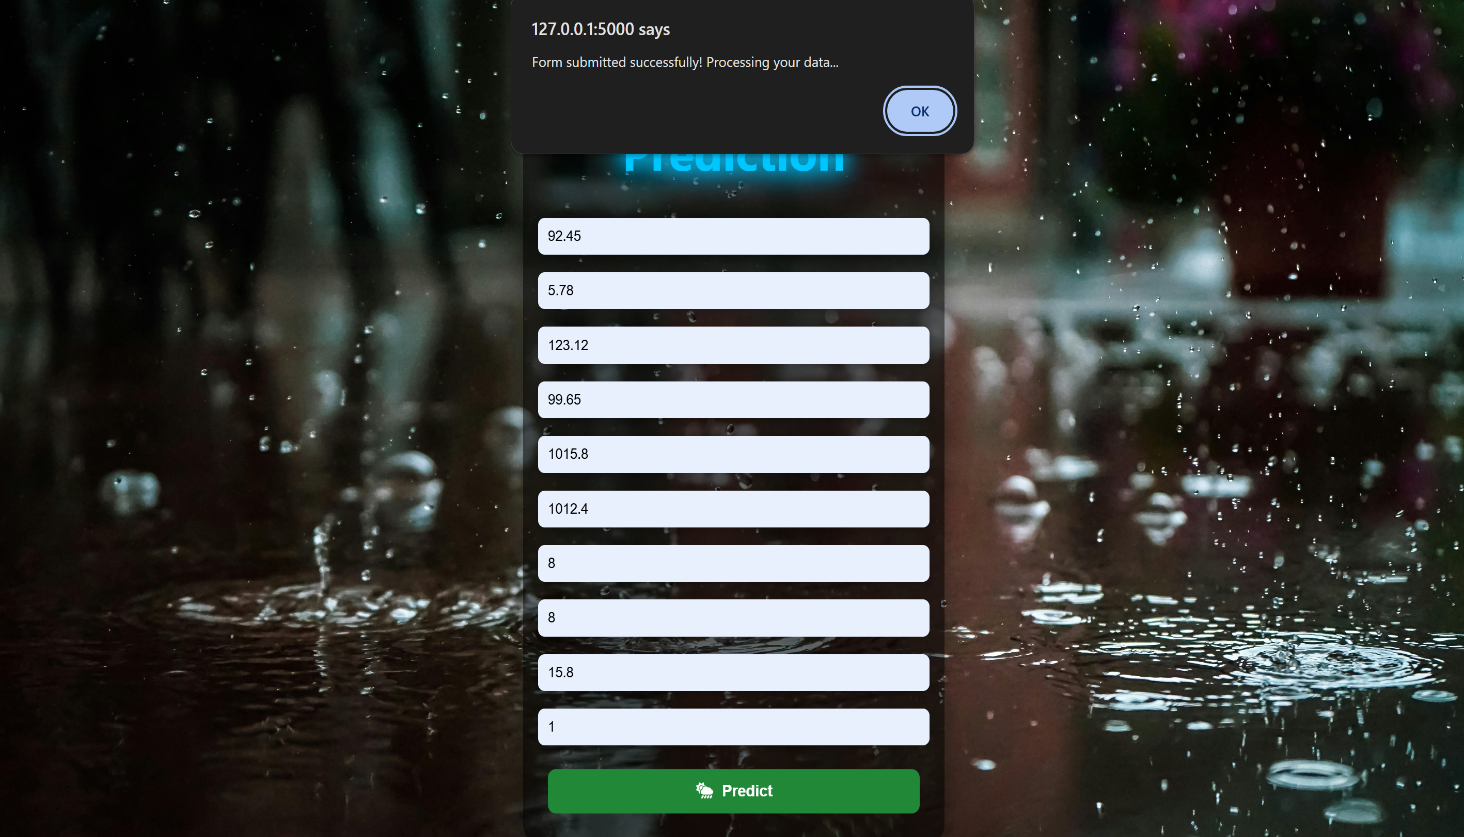 127.0.0.1:5000 says
Form submitted successfully! Processing your data...
OK
Prediction
92.45
5.78
123.12
99.65
1015.8
1012.4
8
8
15.8
1
Predict